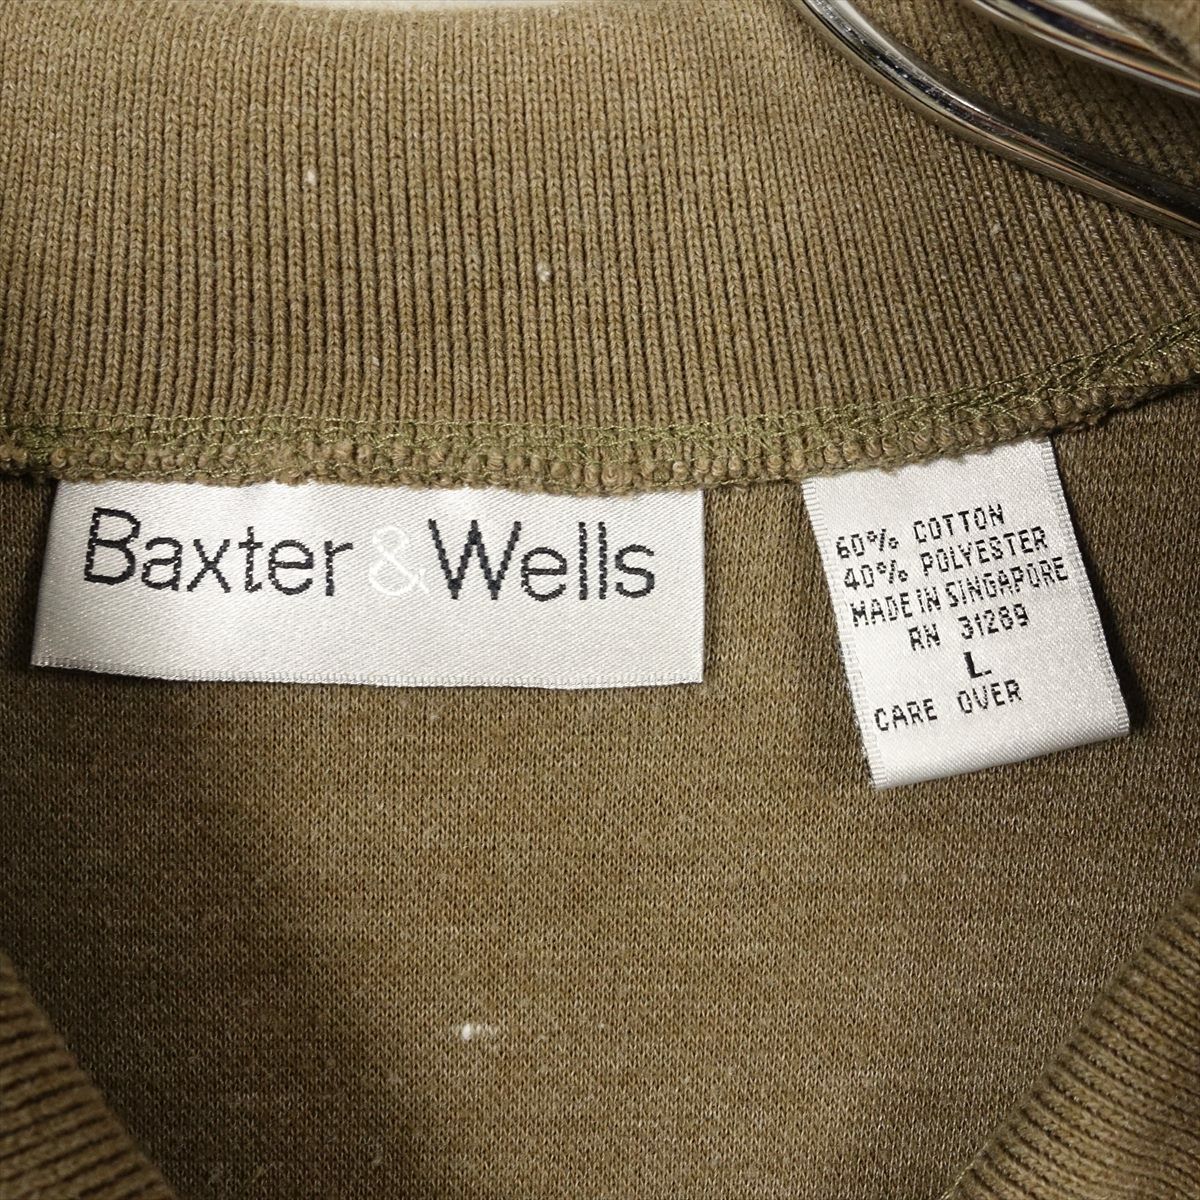 Baxter & Wells
60% COTTON
40% POLYESTER
MADE IN SINGAPORE
RN 31289
L
CARE OVER